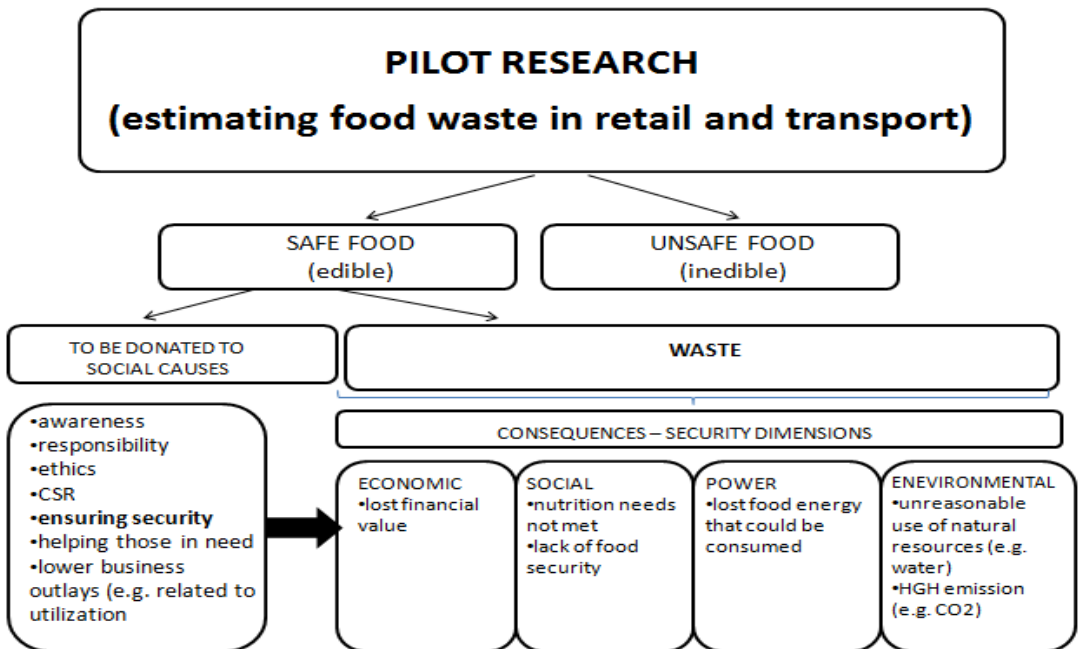 PILOT RESEARCH
(estimating food waste in retail and transport)
SAFE FOOD
(edible)
UNSAFE FOOD
(inedible)
TO BE DONATED TO
SOCIAL CAUSES
WASTE
CONSEQUENCES – SECURITY DIMENSIONS
•awareness
•responsibility
•ethics
•CSR
•ensuring security
•helping those in need
•lower business
outlays (e.g. related to
utilization
ECONOMIC
•lost financial
value
SOCIAL
•nutrition needs
not met
•lack of food
security
POWER
•lost food energy
that could be
consumed
ENEVIRONMENTAL
•unreasonable
use of natural
resources (e.g.
water)
•HGH emission
(e.g. CO2)